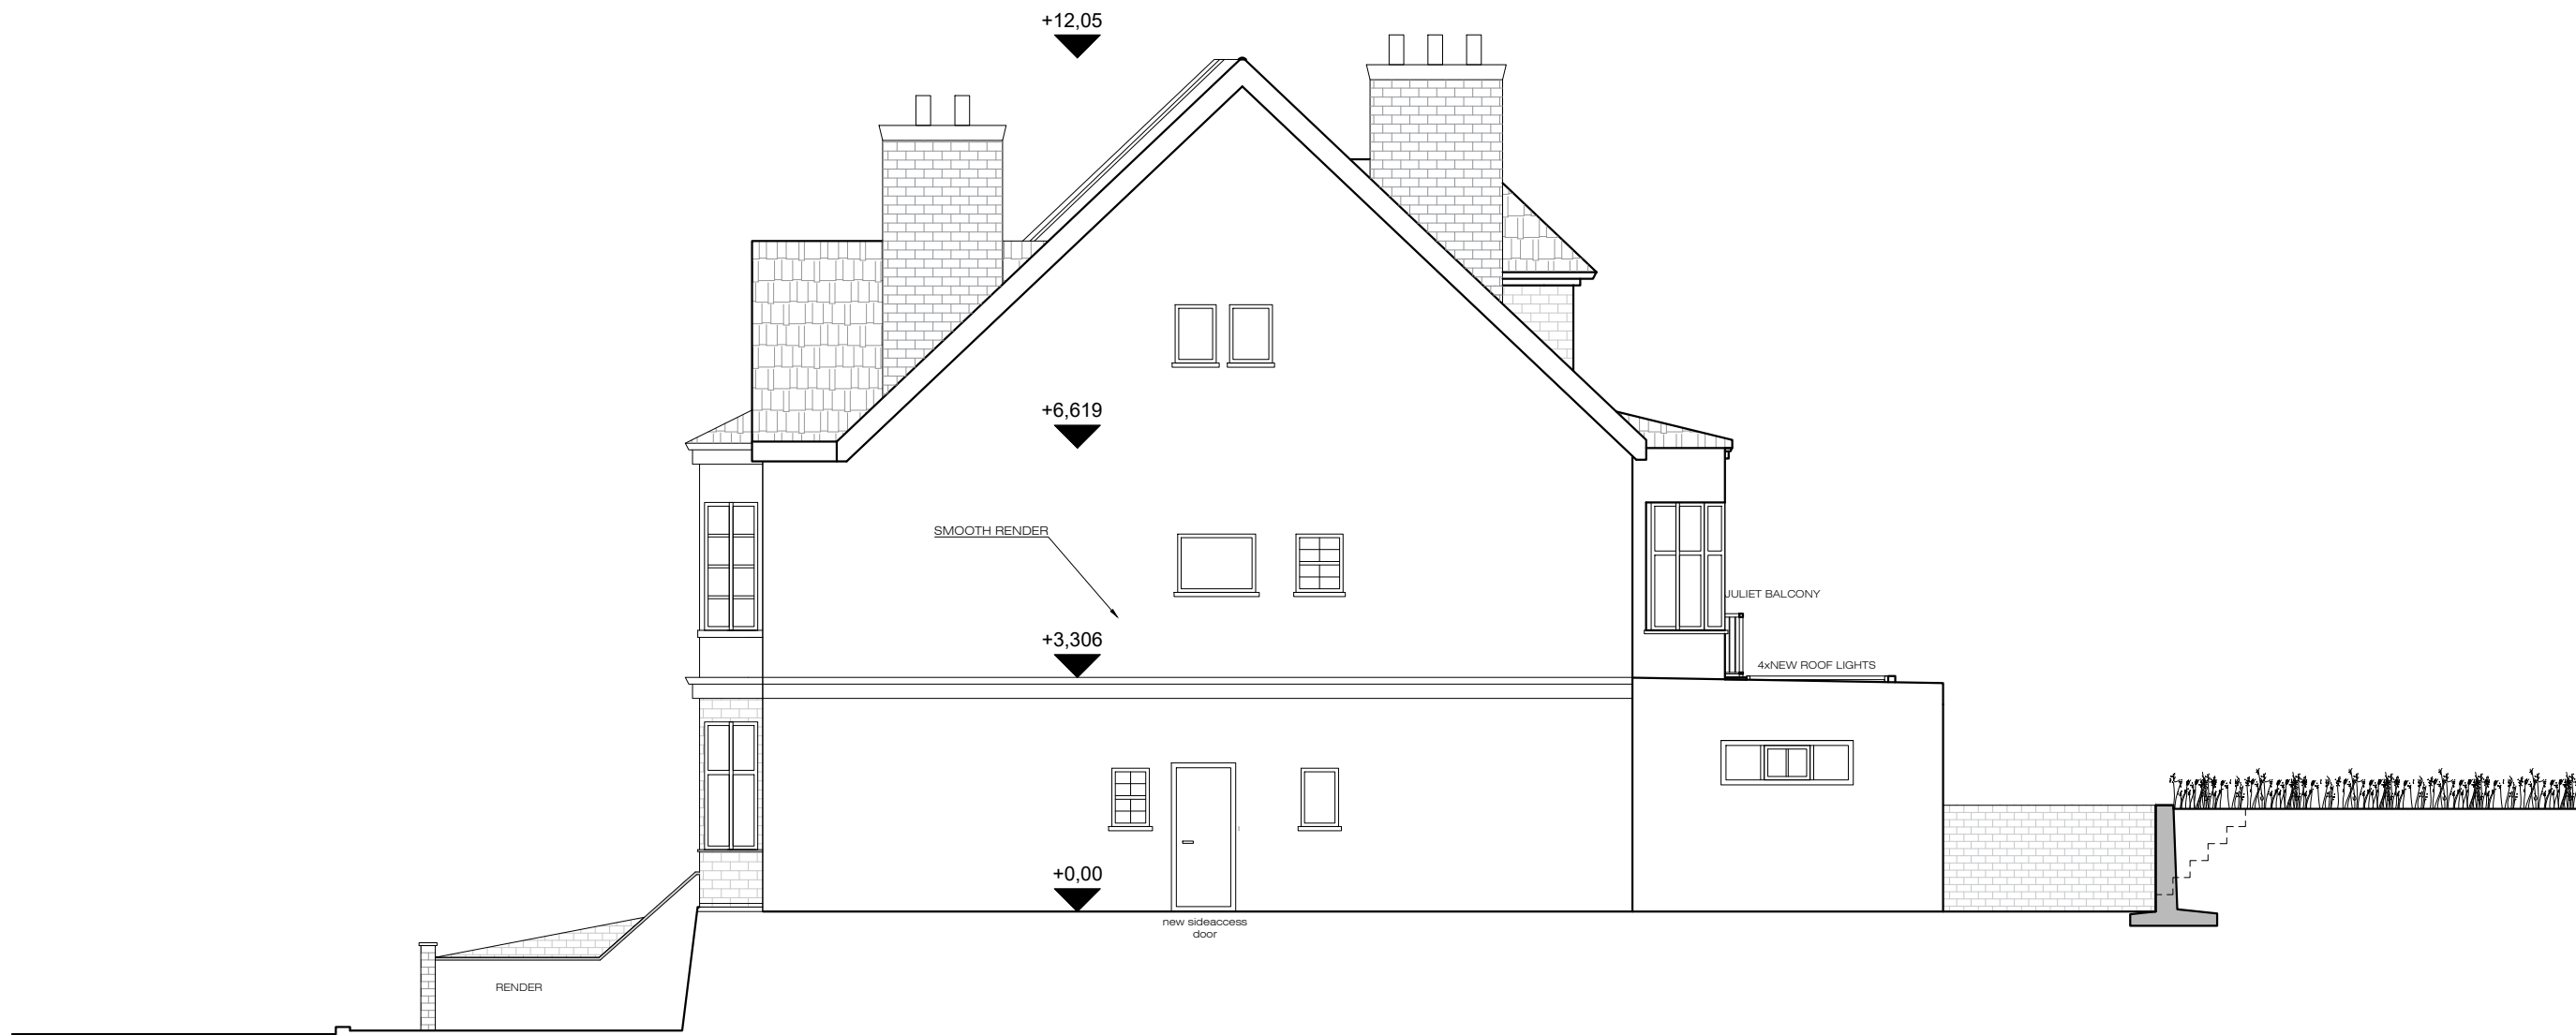 +12,05
+6,619
SMOOTH RENDER
JULIET BALCONY
+3,306
4xNEW ROOF LIGHTS
+0,00
new sideaccess
door
RENDER